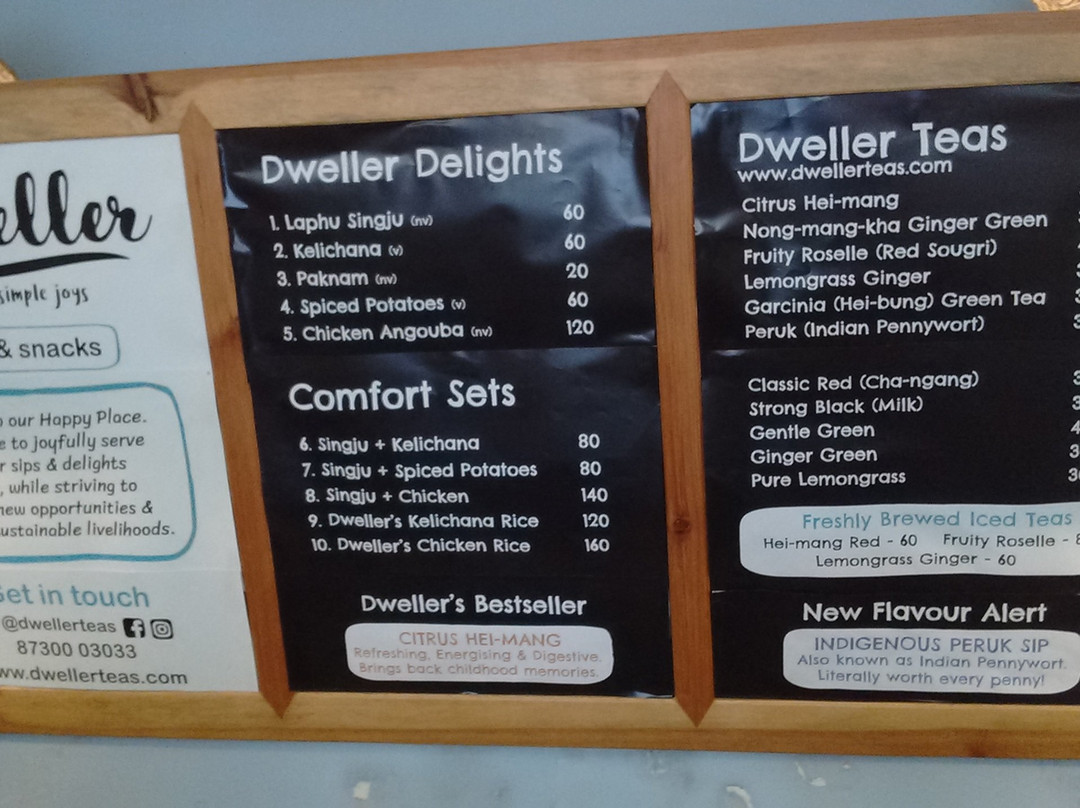 simple joys
& snacks
our Happy Place.
to joyfully serve
sips & delights
while striving to
new opportunities &
sustainable livelihoods.
Get in touch
@dwellerteas
87300 03033
www.dwellerteas.com
Dweller Delights
1. Laphu Singju (nv) 60
2. Kelichana (v) 60
3. Paknam (nv) 20
4. Spiced Potatoes (v) 60
5. Chicken Angouba (nv) 120
Comfort Sets
6. Singju + Kelichana 80
7. Singju + Spiced Potatoes 80
8. Singju + Chicken 140
9. Dweller's Kelichana Rice 120
10. Dweller's Chicken Rice 160
Dweller's Bestseller
CITRUS HEI-MANG
Refreshing, Energising & Digestive.
Brings back childhood memories.
Dweller Teas
www.dwellerteas.com
Citrus Hei-mang
Nong-mang-kha Ginger Green
Fruity Roselle (Red Sougri)
Lemongrass Ginger
Garcinia (Hei-bung) Green Tea
Peruk (Indian Pennywort)
Classic Red (Cha-ngang)
Strong Black (Milk)
Gentle Green
Ginger Green
Pure Lemongrass
Freshly Brewed Iced Teas
Hei-mang Red - 60 Fruity Roselle -
Lemongrass Ginger - 60
New Flavour Alert
INDIGENOUS PERUK SIP
Also known as Indian Pennywort.
Literally worth every penny!